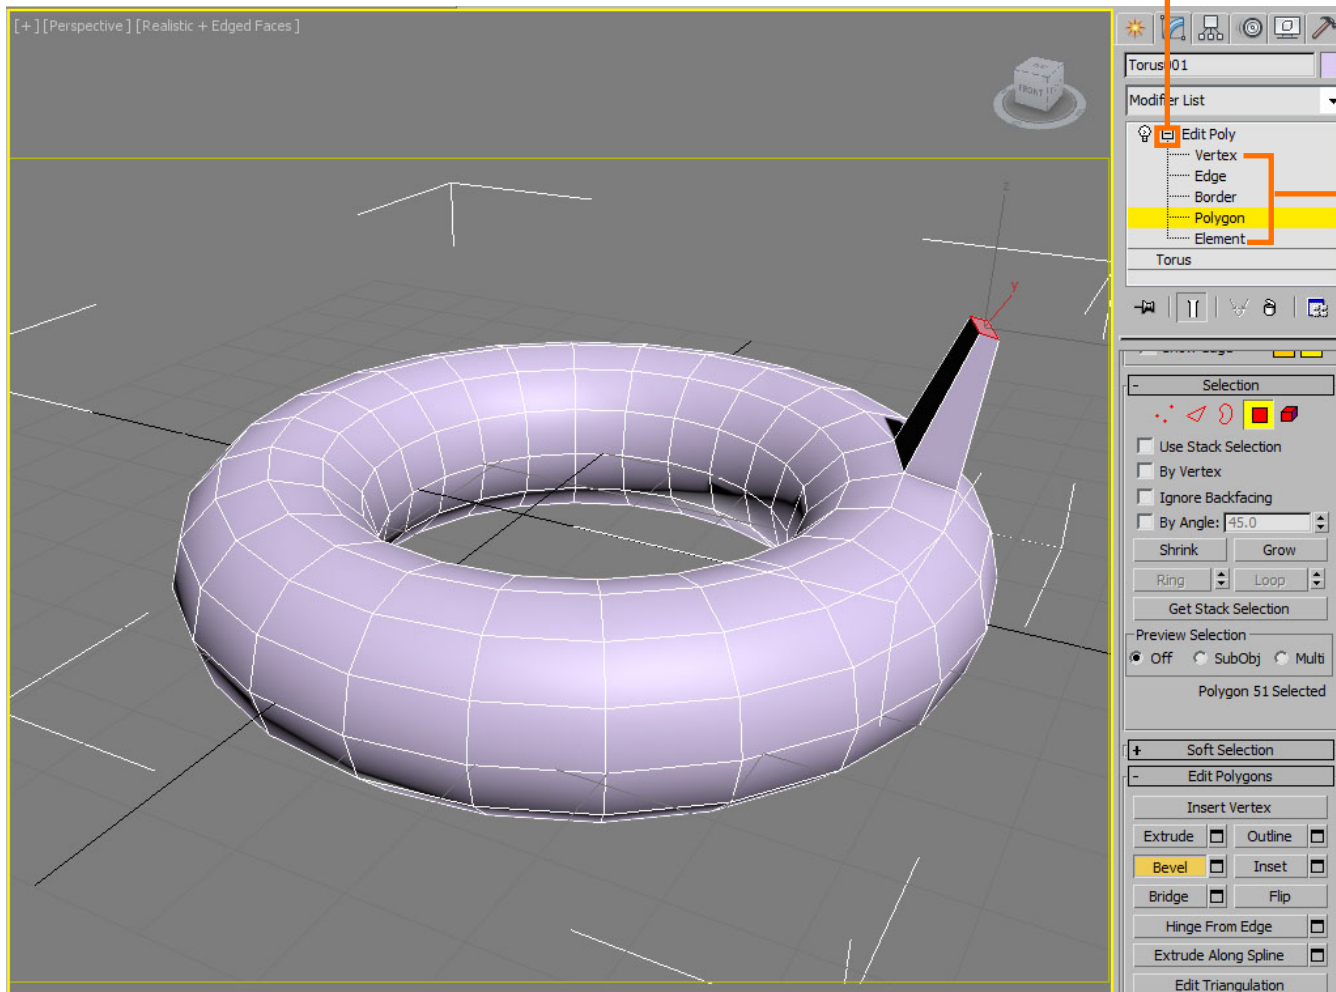 [+] [Perspective] [Realistic + Edged Faces ]
FRONT
z
y
Torus001
Modifier List
Edit Poly
Vertex
Edge
Border
Polygon
Element
Torus
Selection
Use Stack Selection
By Vertex
Ignore Backfacing
By Angle: 45.0
Shrink Grow
Ring Loop
Get Stack Selection
Preview Selection
Off SubObj Multi
Polygon 51 Selected
+ Soft Selection
- Edit Polygons
Insert Vertex
Extrude Outline
Bevel Inset
Bridge Flip
Hinge From Edge
Extrude Along Spline
Edit Triangulation